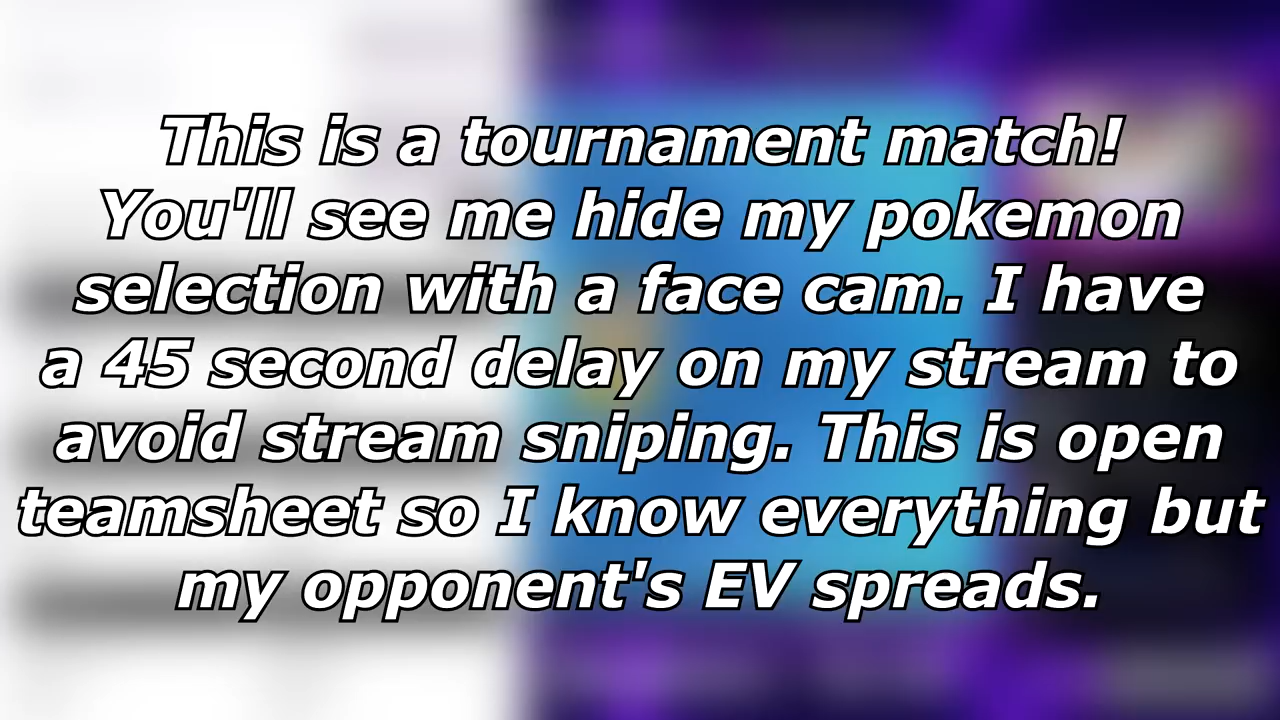 This is a tournament match!
You'll see me hide my pokemon
selection with a face cam. I have
a 45 second delay on my stream to
avoid stream sniping. This is open
teamsheet so I know everything but
my opponent's EV spreads.